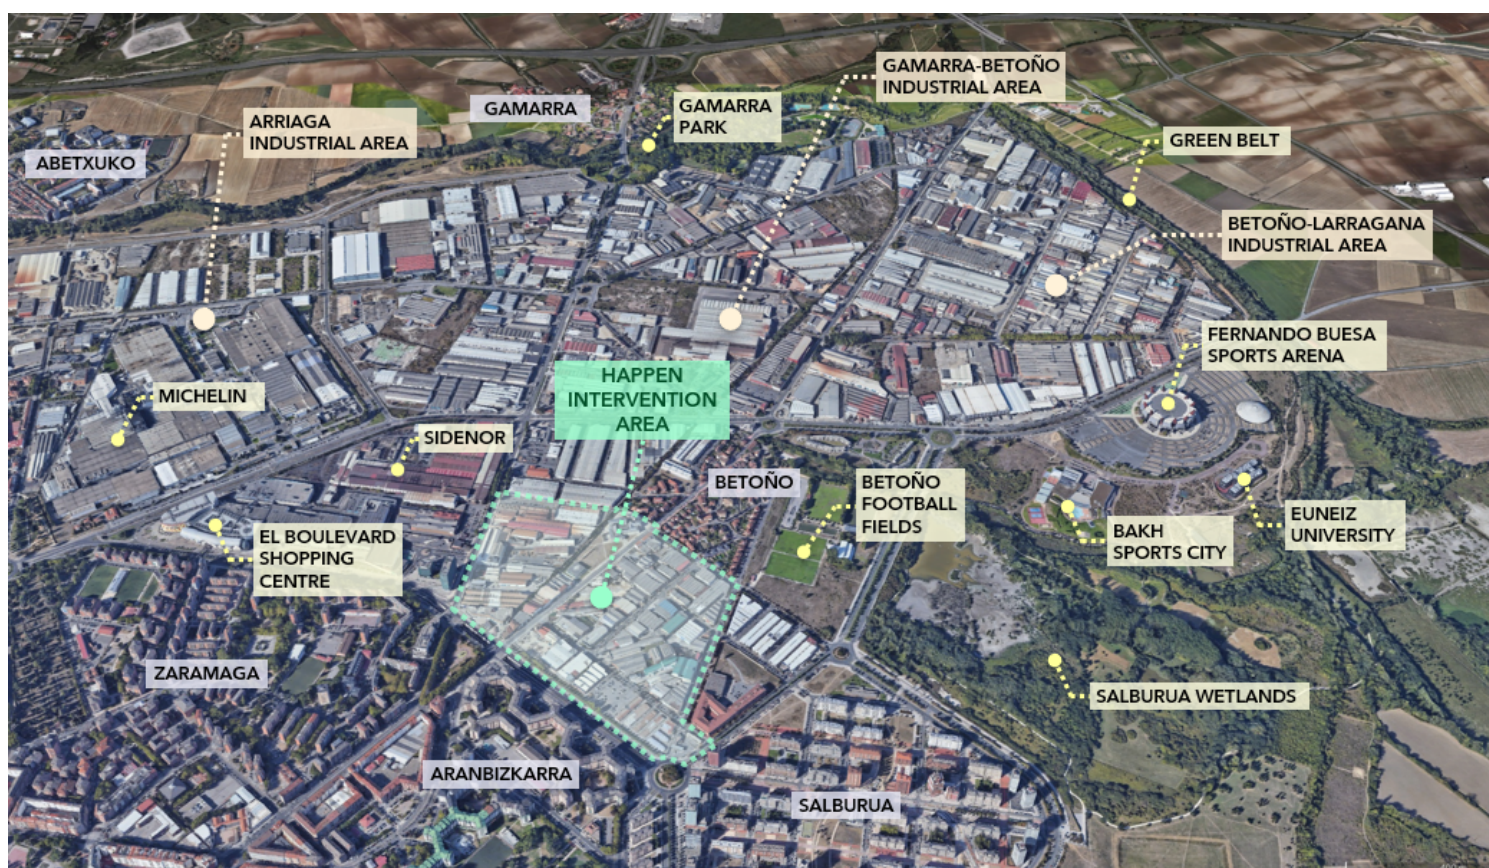 GAMARRA-BETOÑO
INDUSTRIAL AREA
GAMARRA
GAMARRA
PARK
ARRIAGA
INDUSTRIAL AREA
GREEN BELT
ABETXUKO
BETOÑO-LARRAGANA
INDUSTRIAL AREA
FERNANDO BUESA
SPORTS ARENA
HAPPEN
INTERVENTION
AREA
MICHELIN
SIDENOR
BETOÑO
BETOÑO
FOOTBALL
FIELDS
EUNEIZ
UNIVERSITY
BAKH
SPORTS CITY
EL BOULEVARD
SHOPPING
CENTRE
ZARAMAGA
SALBURUA WETLANDS
ARANBIZKARRA
SALBURUA